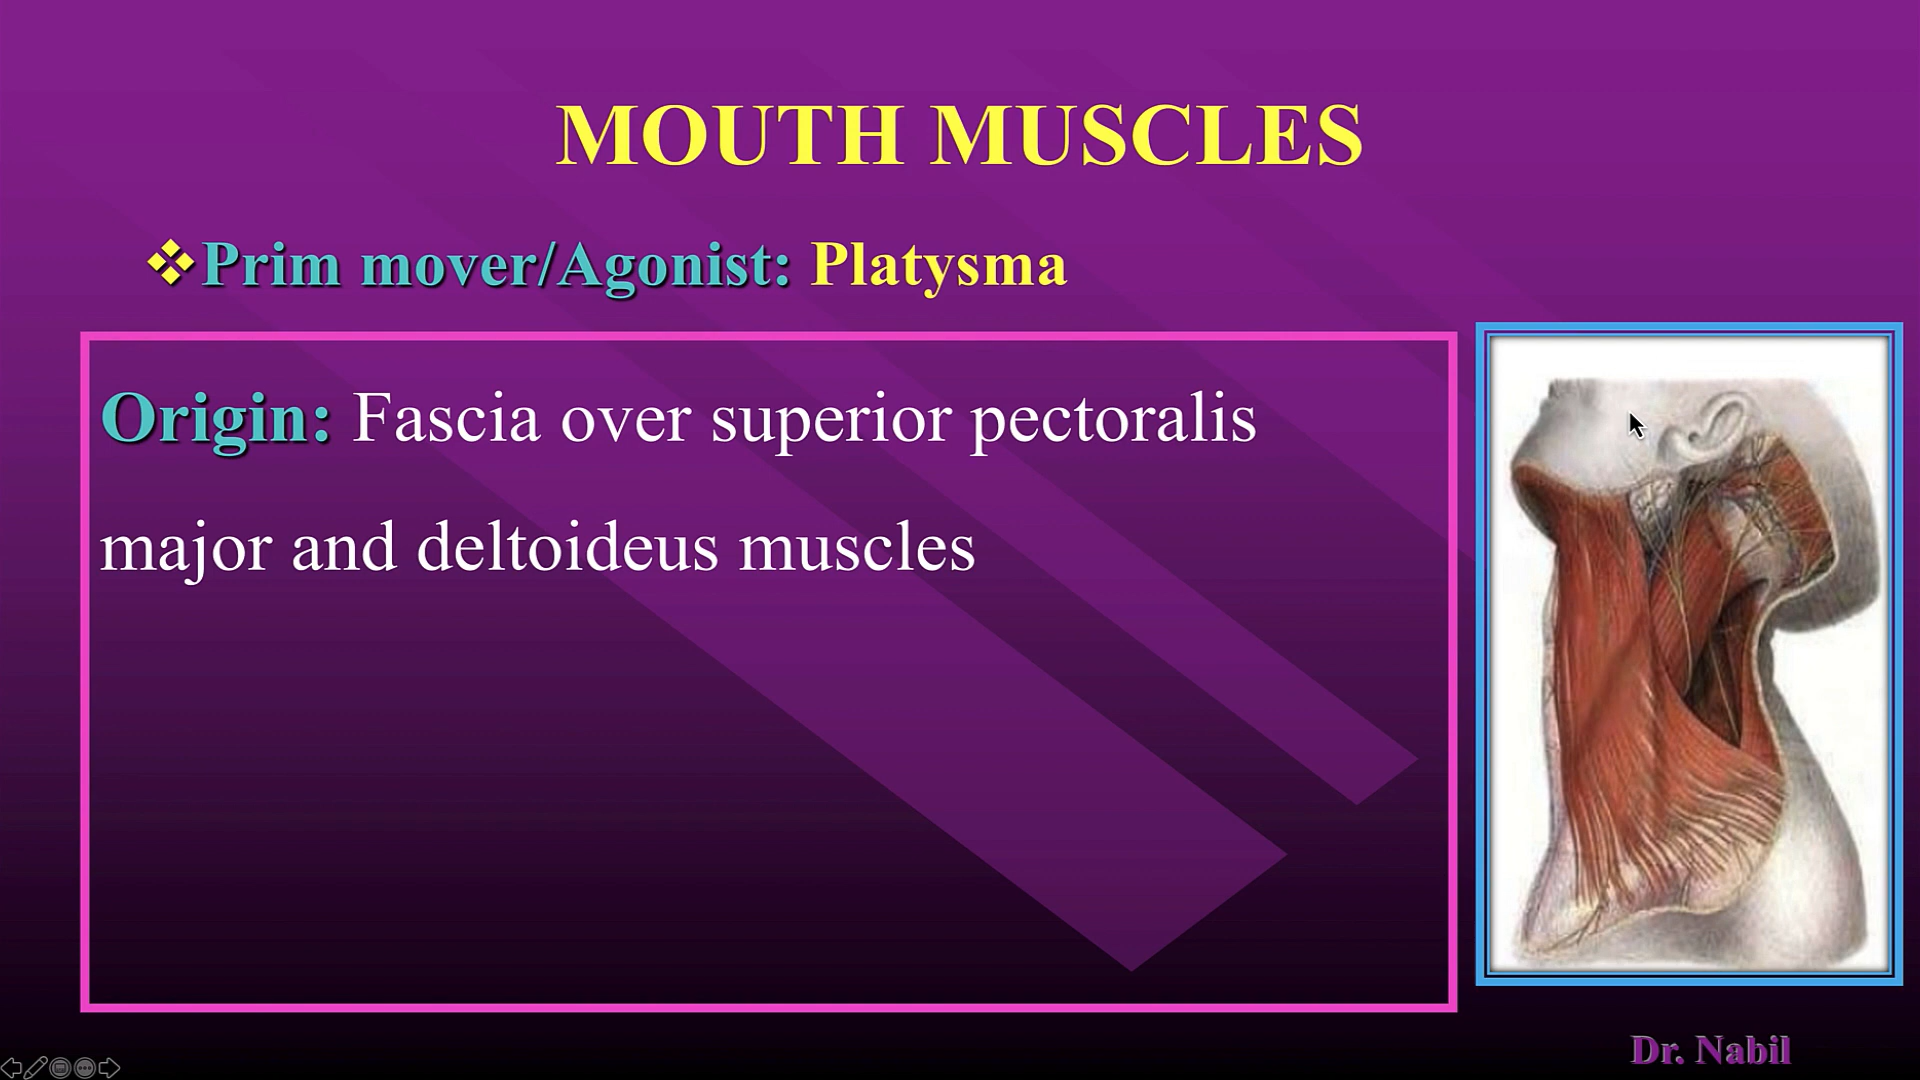 MOUTH MUSCLES
Prim mover/Agonist: Platysma
Origin: Fascia over superior pectoralis
major and deltoideus muscles
Dr. Nabil